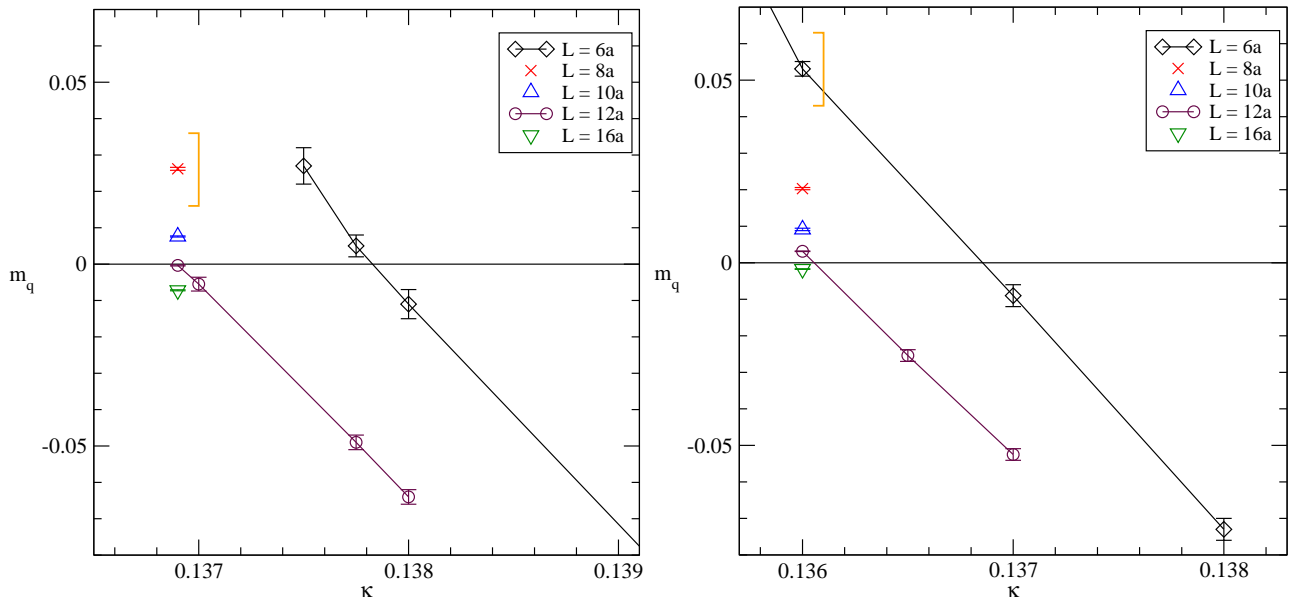 0.05
0
-0.05
m_q
0.137
0.138
0.139
κ
L = 6a
L = 8a
L = 10a
L = 12a
L = 16a
0.05
0
-0.05
m_q
0.136
0.137
0.138
κ
L = 6a
L = 8a
L = 10a
L = 12a
L = 16a